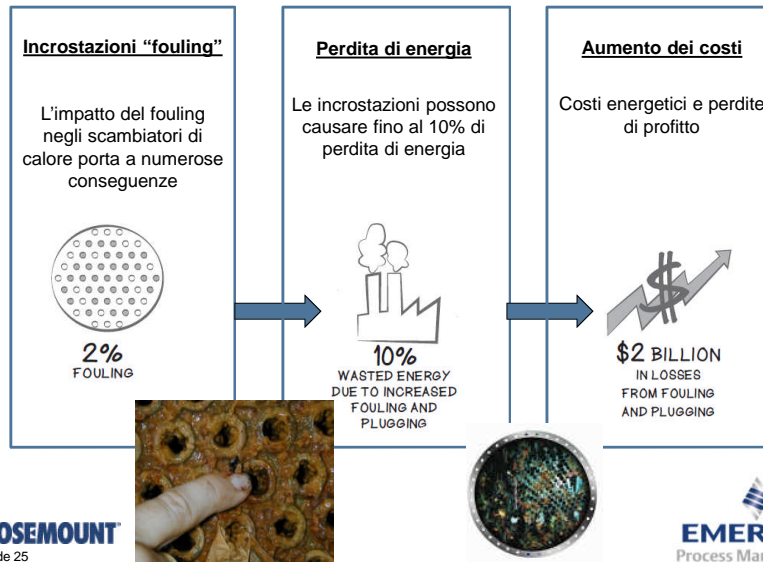 Incrostazioni “fouling”
L’impatto del fouling
negli scambiatori di
calore porta a numerose
conseguenze
2%
FOULING
Perdita di energia
Le incrostazioni possono
causare fino al 10% di
perdita di energia
10%
WASTED ENERGY
DUE TO INCREASED
FOULING AND
PLUGGING
Aumento dei costi
Costi energetici e perdite
di profitto
$2 BILLION
IN LOSSES
FROM FOULING
AND PLUGGING
OSEMOUNT
de 25
EMER
Process Mar